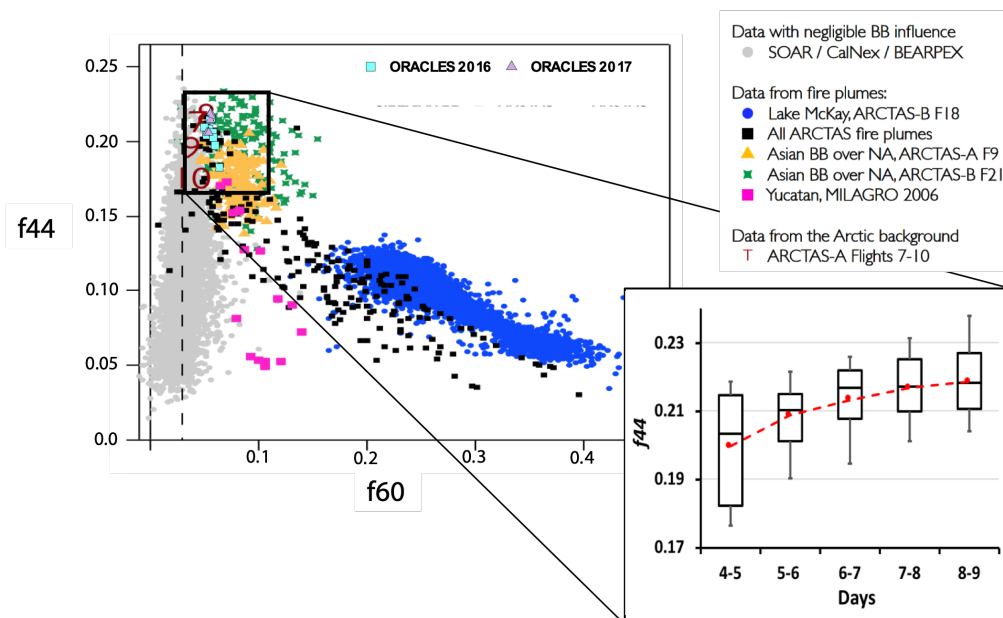 Data with negligible BB influence
SOAR / CalNex / BEARPEX
Data from fire plumes:
Lake McKay, ARCTAS-B F18
All ARCTAS fire plumes
Asian BB over NA, ARCTAS-A F9
Asian BB over NA, ARCTAS-B F21
Yucatan, MILAGRO 2006
Data from the Arctic background
T ARCTAS-A Flights 7-10
ORACLES 2016 ORACLES 2017
0.25
0.20
0.15
0.10
0.05
0.0
f44
7
8
9
0
0.1 0.2 0.3 0.4
f60
0.23
0.21
0.19
0.17
f44
4-5 5-6 6-7 7-8 8-9
Days